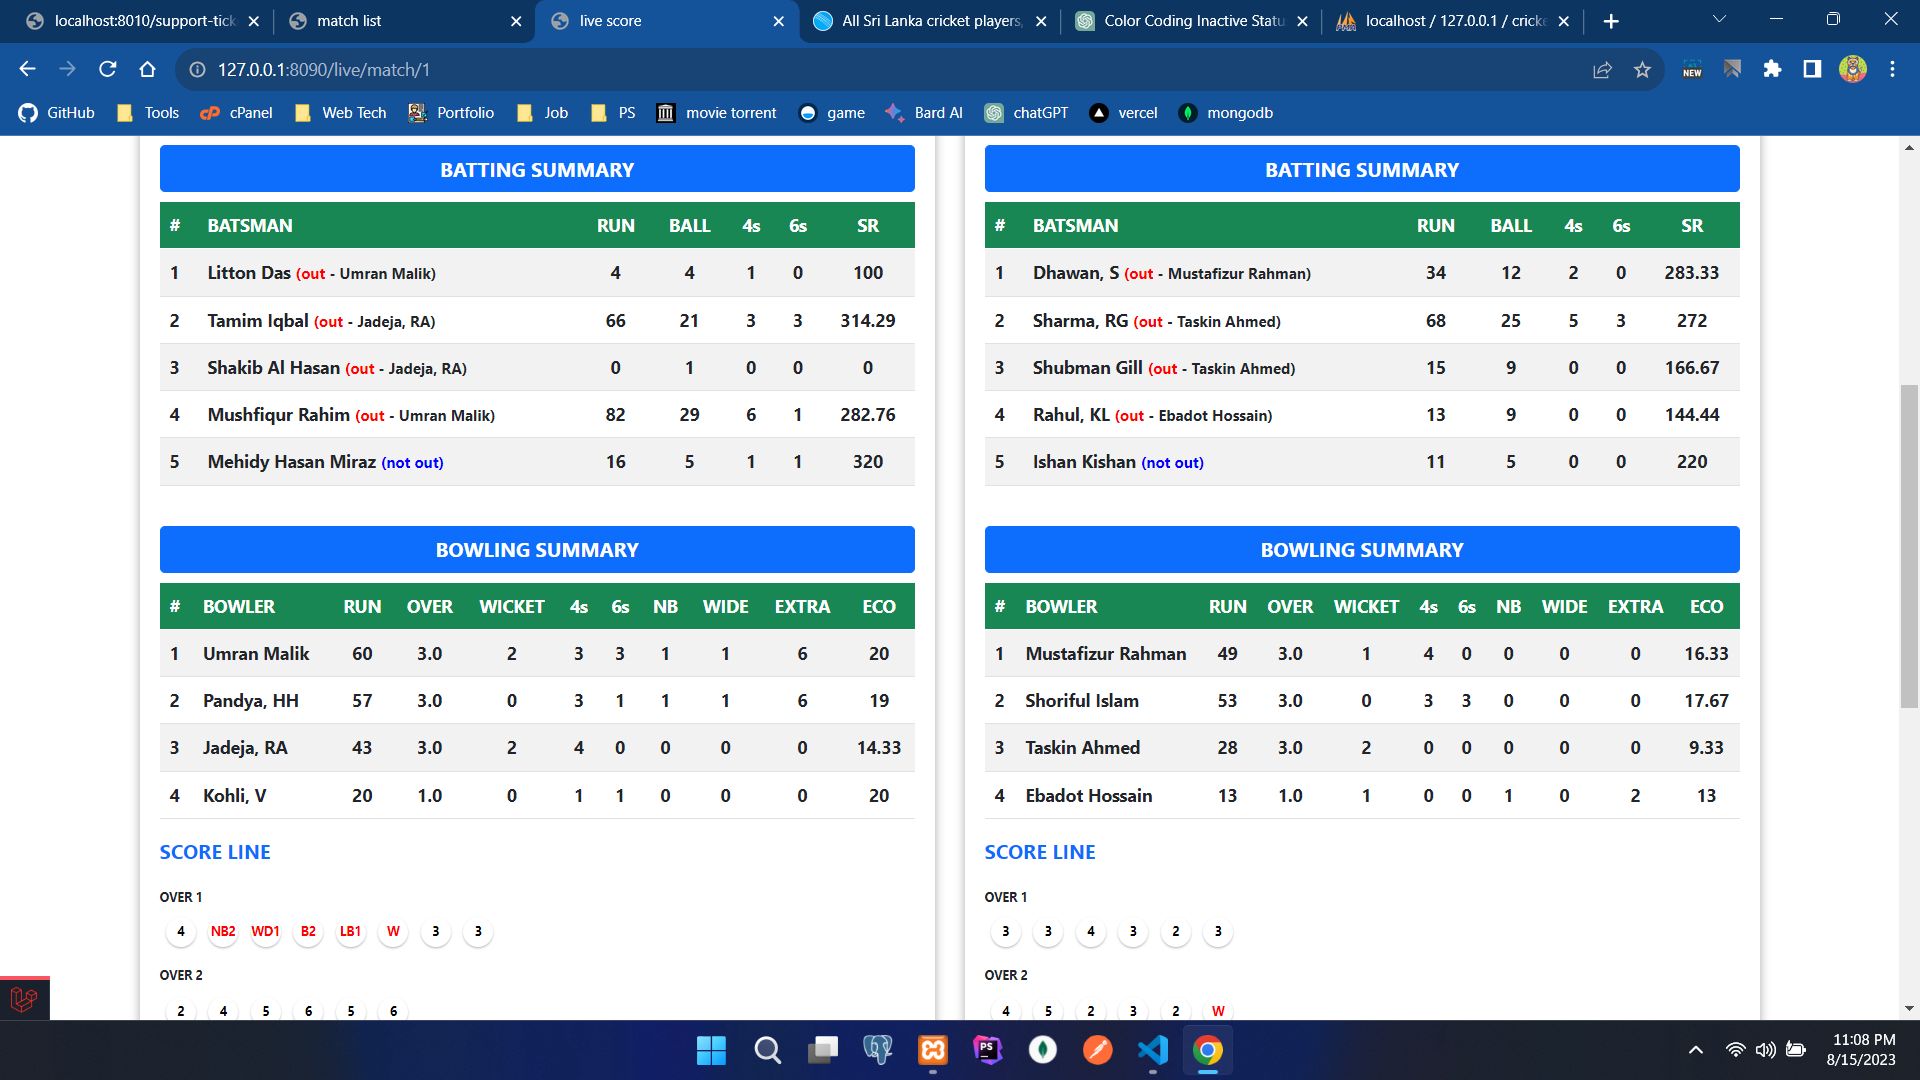 localhost:8010/support-tick
match list
live score
All Sri Lanka cricket players,
Color Coding Inactive Statu
localhost / 127.0.0.1 / cricke
127.0.0.1:8090/live/match/1
NEW
GitHub
Tools
cPanel
Web Tech
Portfolio
Job
PS
movie torrent
game
Bard AI
chatGPT
vercel
mongodb
BATTING SUMMARY
# BATSMAN RUN BALL 4s 6s SR
1 Litton Das (out - Umran Malik) 4 4 1 0 100
2 Tamim Iqbal (out - Jadeja, RA) 66 21 3 3 314.29
3 Shakib Al Hasan (out - Jadeja, RA) 0 1 0 0 0
4 Mushfiqur Rahim (out - Umran Malik) 82 29 6 1 282.76
5 Mehidy Hasan Miraz (not out) 16 5 1 1 320
BOWLING SUMMARY
# BOWLER RUN OVER WICKET 4s 6s NB WIDE EXTRA ECO
1 Umran Malik 60 3.0 2 3 3 1 1 6 20
2 Pandya, HH 57 3.0 0 3 1 1 1 6 19
3 Jadeja, RA 43 3.0 2 4 0 0 0 0 14.33
4 Kohli, V 20 1.0 0 1 1 0 0 0 20
SCORE LINE
OVER 1
4 NB2 WD1 B2 LB1 W 3 3
OVER 2
2 4 5 6 5 6
BATTING SUMMARY
# BATSMAN RUN BALL 4s 6s SR
1 Dhawan, S (out - Mustafizur Rahman) 34 12 2 0 283.33
2 Sharma, RG (out - Taskin Ahmed) 68 25 5 3 272
3 Shubman Gill (out - Taskin Ahmed) 15 9 0 0 166.67
4 Rahul, KL (out - Ebadot Hossain) 13 9 0 0 144.44
5 Ishan Kishan (not out) 11 5 0 0 220
BOWLING SUMMARY
# BOWLER RUN OVER WICKET 4s 6s NB WIDE EXTRA ECO
1 Mustafizur Rahman 49 3.0 1 4 0 0 0 0 16.33
2 Shoriful Islam 53 3.0 0 3 3 0 0 0 17.67
3 Taskin Ahmed 28 3.0 2 0 0 0 0 0 9.33
4 Ebadot Hossain 13 1.0 1 0 0 1 0 2 13
SCORE LINE
OVER 1
3 3 4 3 2 3
OVER 2
4 5 2 3 2 W
PS
11:08 PM
8/15/2023